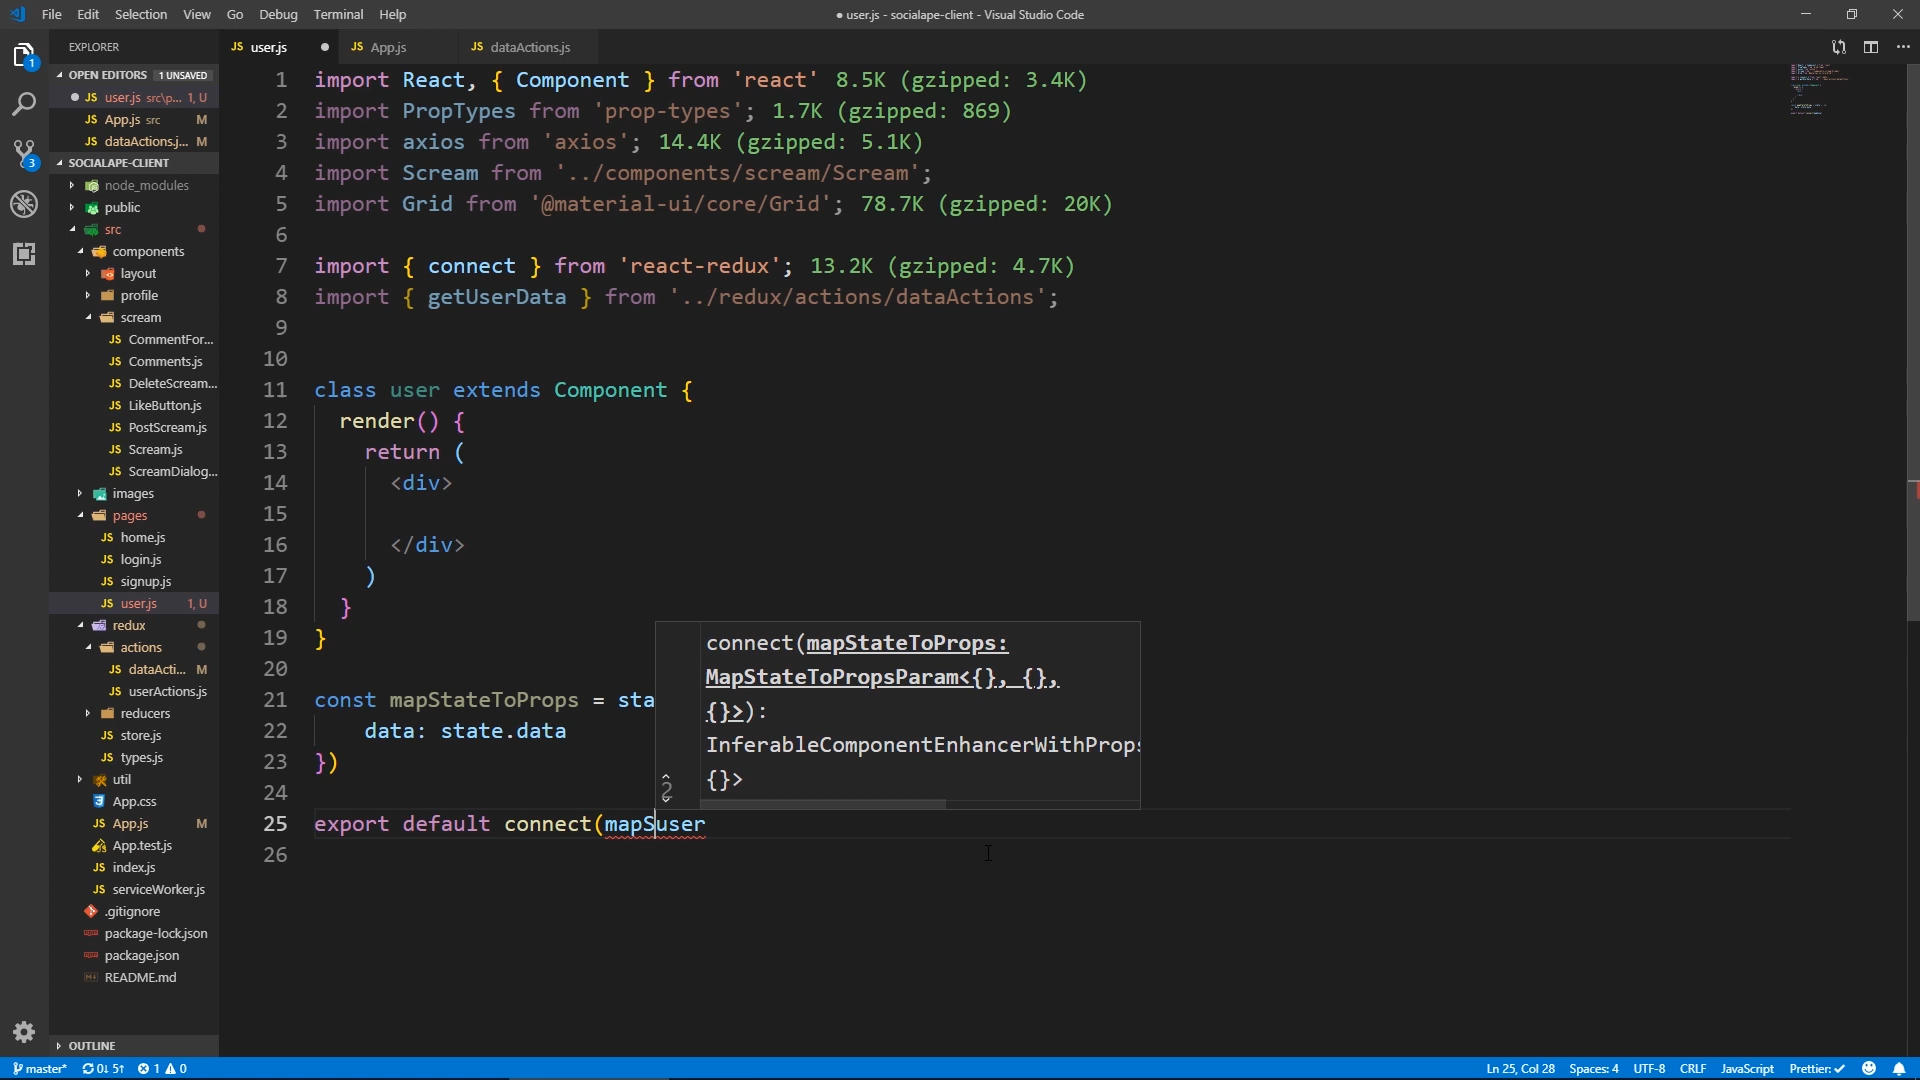 File Edit Selection View Go Debug Terminal Help
● user.js - socialape-client - Visual Studio Code
EXPLORER
OPEN EDITORS 1 UNSAVED
JS user.js src\p... 1, U
JS App.js src M
JS dataActions.j... M
SOCIALAPE-CLIENT
node_modules
public
src
components
layout
profile
scream
JS CommentFor...
JS Comments.js
JS DeleteScream...
JS LikeButton.js
JS PostScream.js
JS Scream.js
JS ScreamDialog...
images
pages
JS home.js
JS login.js
JS signup.js
JS user.js 1, U
redux
actions
JS dataActi... M
JS userActions.js
reducers
JS store.js
JS types.js
util
App.css
JS App.js M
App.test.js
JS index.js
JS serviceWorker.js
.gitignore
package-lock.json
package.json
README.md
OUTLINE
1
3
JS user.js ● JS App.js JS dataActions.js
1 import React, { Component } from 'react' 8.5K (gzipped: 3.4K)
2 import PropTypes from 'prop-types'; 1.7K (gzipped: 869)
3 import axios from 'axios'; 14.4K (gzipped: 5.1K)
4 import Scream from '../components/scream/Scream';
5 import Grid from '@material-ui/core/Grid'; 78.7K (gzipped: 20K)
6
7 import { connect } from 'react-redux'; 13.2K (gzipped: 4.7K)
8 import { getUserData } from '../redux/actions/dataActions';
9
10
11 class user extends Component {
12 render() {
13 return (
14 <div>
15
16 </div>
17 )
18 }
19 }
20
21 const mapStateToProps = sta
22 data: state.data
23 })
24
25 export default connect(mapSuser
26
connect(mapStateToProps:
MapStateToPropsParam<{}, {},
{}>):
InferableComponentEnhancerWithProps
{}>
2
master* 0↓ 5↑ 1 0
Ln 25, Col 28 Spaces: 4 UTF-8 CRLF JavaScript Prettier: ✓